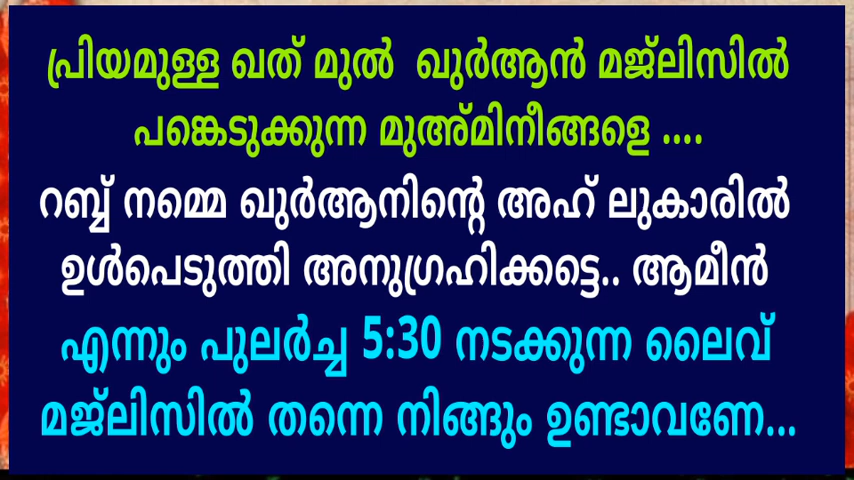 പ്രിയമുള്ള ഖത് മുൽ ഖുർആൻ മജ്ലിസിൽ
പങ്കെടുക്കുന്ന മുഅ്മിനീങ്ങളെ ....
റബ്ബ് നമ്മെ ഖുർആനിന്റെ അഹ് ലുകാരിൽ
ഉൾപെടുത്തി അനുഗ്രഹിക്കട്ടെ.. ആമീൻ
എന്നും പുലർച്ച 5:30 നടക്കുന്ന ലൈവ്
മജ്ലിസിൽ തന്നെ നിങ്ങും ഉണ്ടാവണേ...